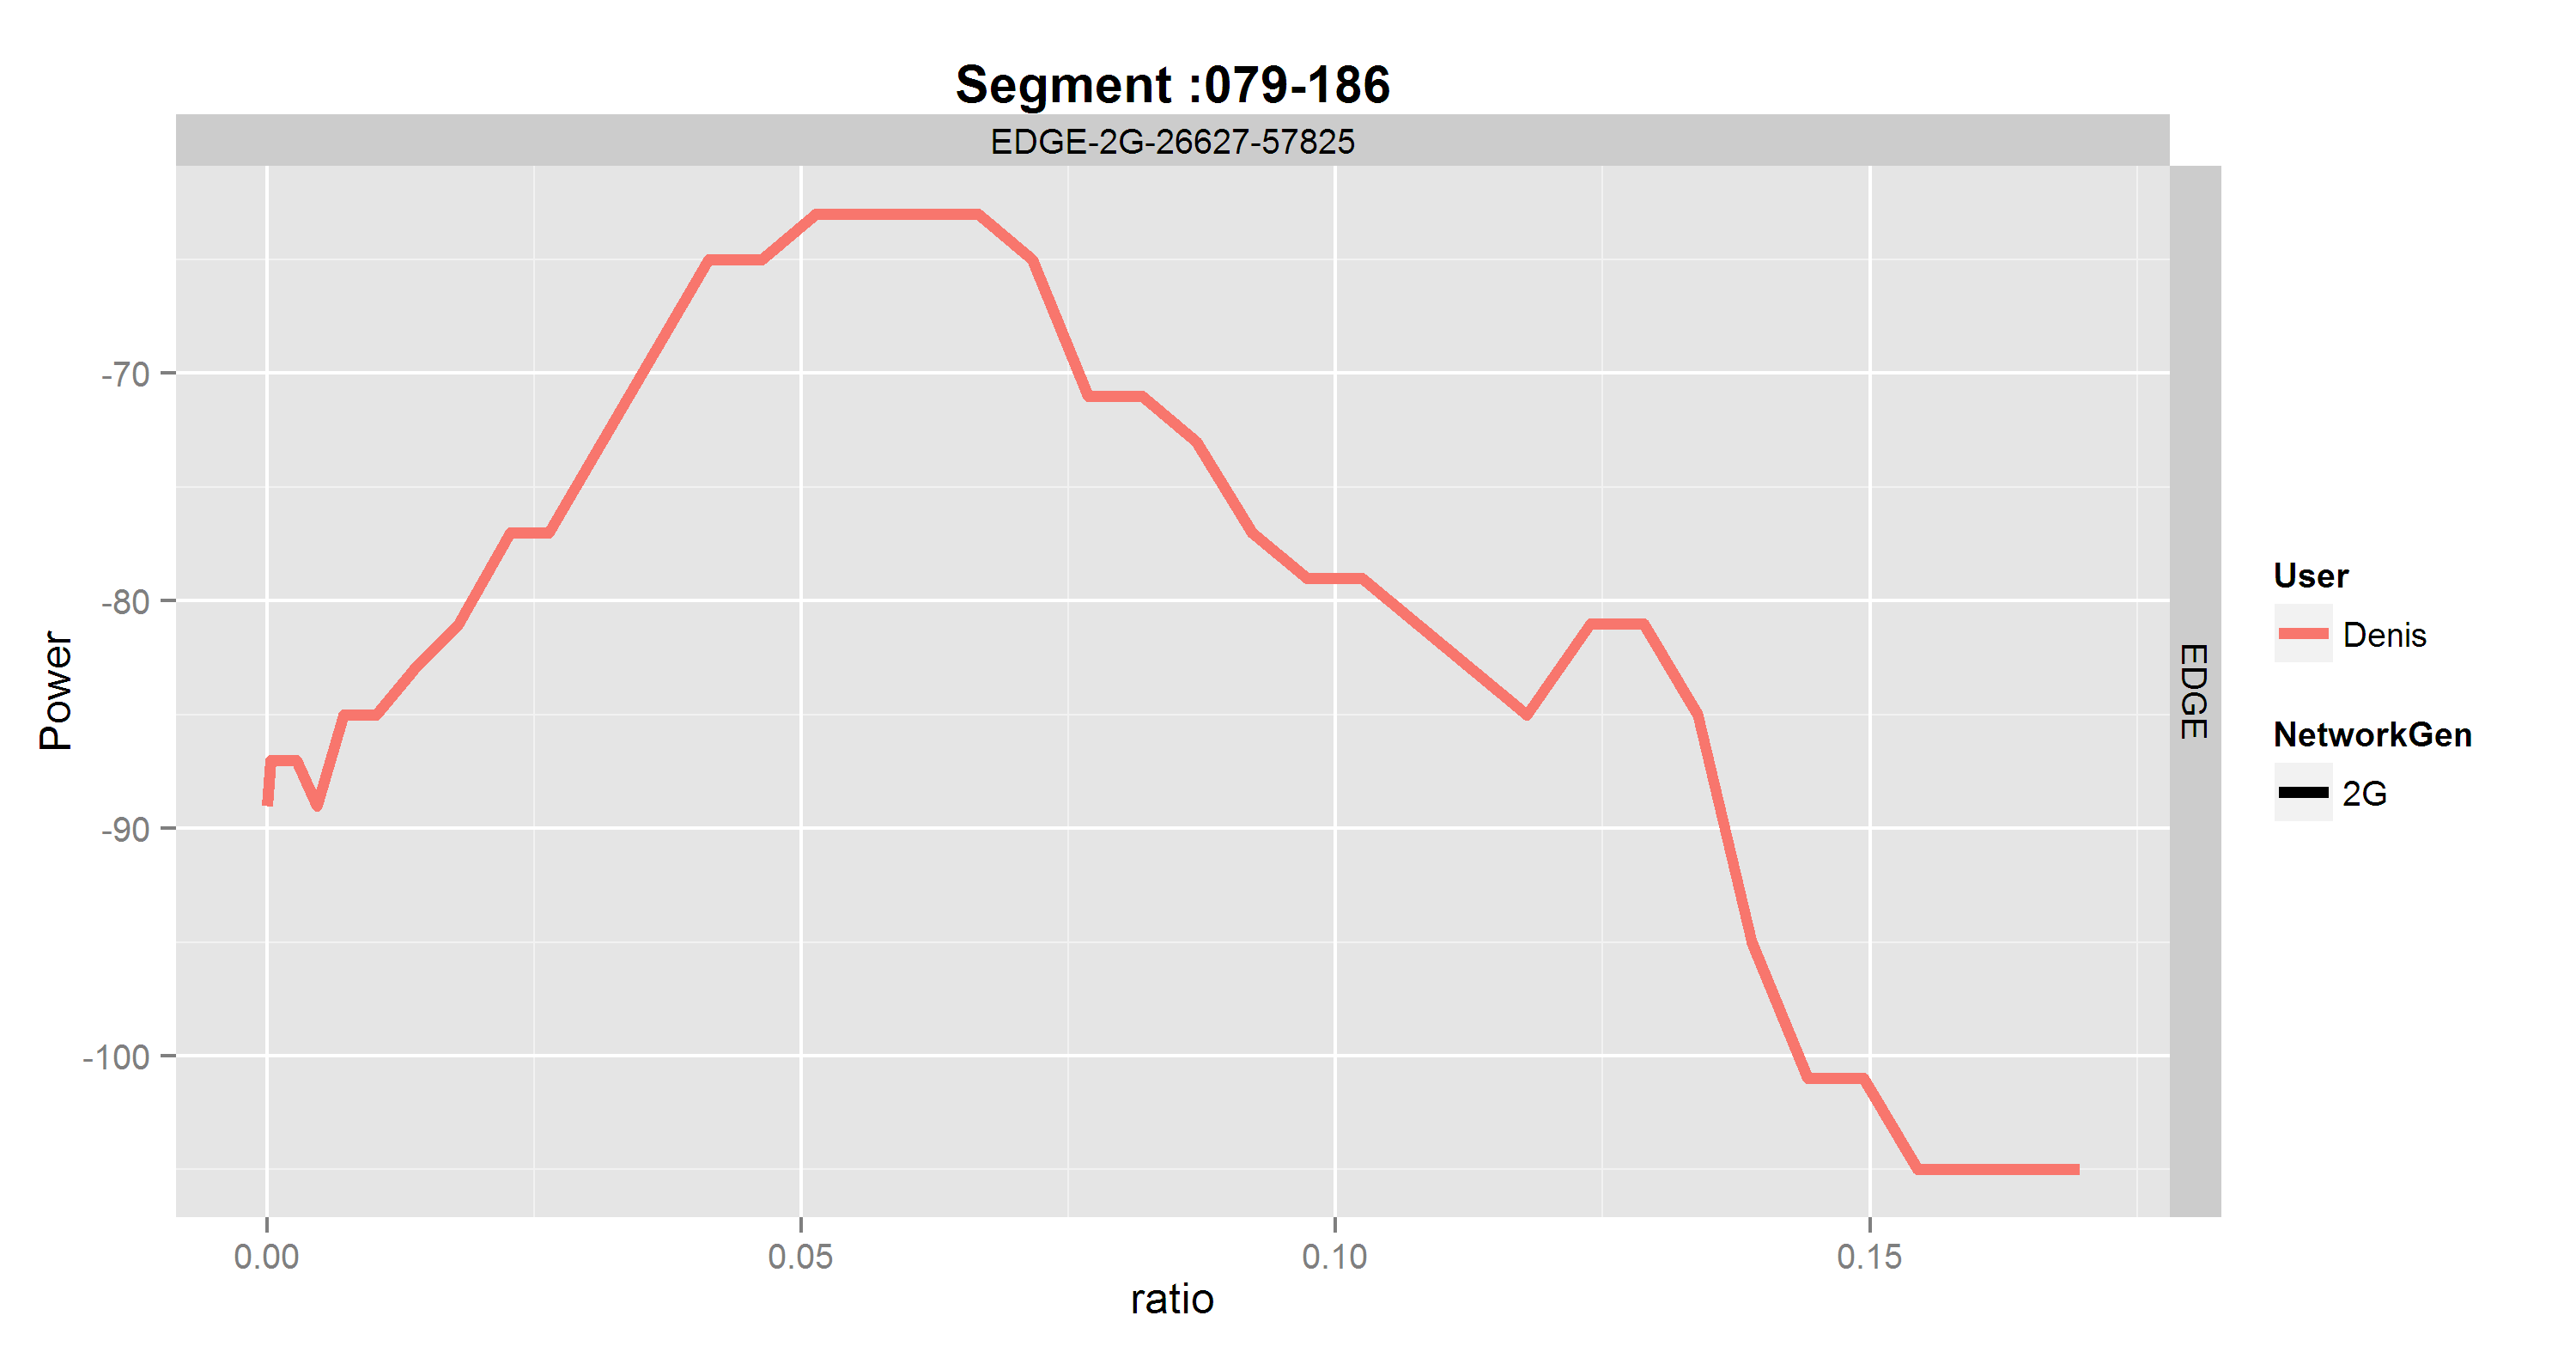 Segment :079-186
EDGE-2G-26627-57825
-70
-80
-90
-100
Power
0.00
0.05
0.10
0.15
ratio
EDGE
User
Denis
NetworkGen
2G